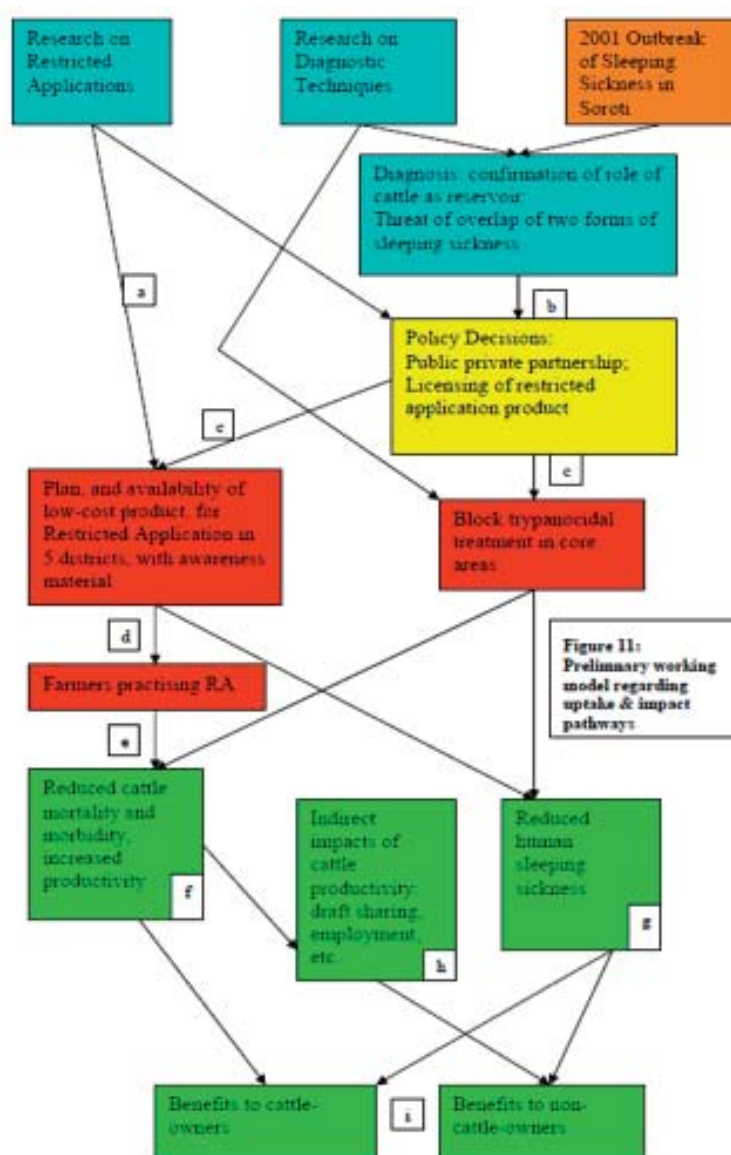 Research on
Restricted
Applications
Research on
Diagnostic
Techniques
2001 Outbreak
of Sleeping
Sickness in
Soroti
Diagnosis: confirmation of role of
cattle as reservoir:
Threat of overlap of two forms of
sleeping sickness
a
b
Policy Decisions:
Public private partnership;
Licensing of restricted
application product
c
e
Plan, and availability of
low-cost product, for
Restricted Application in
5 districts, with awareness
material
Block trypanocidal
treatment in core
areas
d
Figure 11:
Preliminary working
model regarding
uptake & impact
pathways
Farmers practising RA
e
Reduced cattle
mortality and
morbidity,
increased
productivity
f
Indirect
impacts of
cattle
productivity:
draft sharing,
employment,
etc.
h
Reduced
human
sleeping
sickness
g
Benefits to cattle-
owners
i
Benefits to non-
cattle-owners